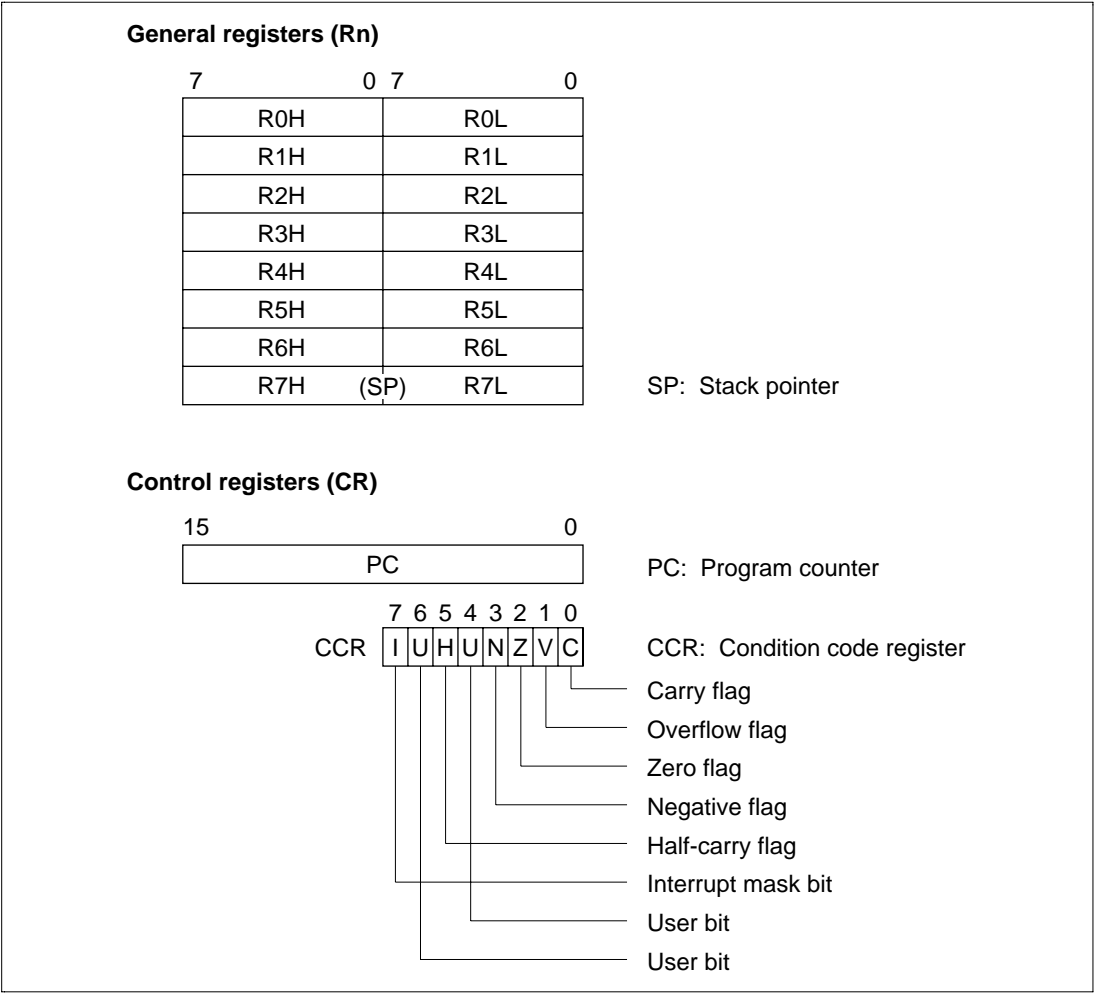 General registers (Rn)
7 0 7 0
R0H R0L
R1H R1L
R2H R2L
R3H R3L
R4H R4L
R5H R5L
R6H R6L
R7H (SP) R7L SP: Stack pointer
Control registers (CR)
15 0
PC PC: Program counter
7 6 5 4 3 2 1 0
CCR I U H U N Z V C CCR: Condition code register
Carry flag
Overflow flag
Zero flag
Negative flag
Half-carry flag
Interrupt mask bit
User bit
User bit